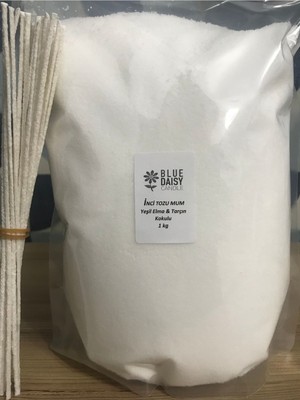 BLUE
DAISY
CANDLE
İNCİ TOZU MUM
Yeşil Elma & Tarçın
Kokulu
1 kg